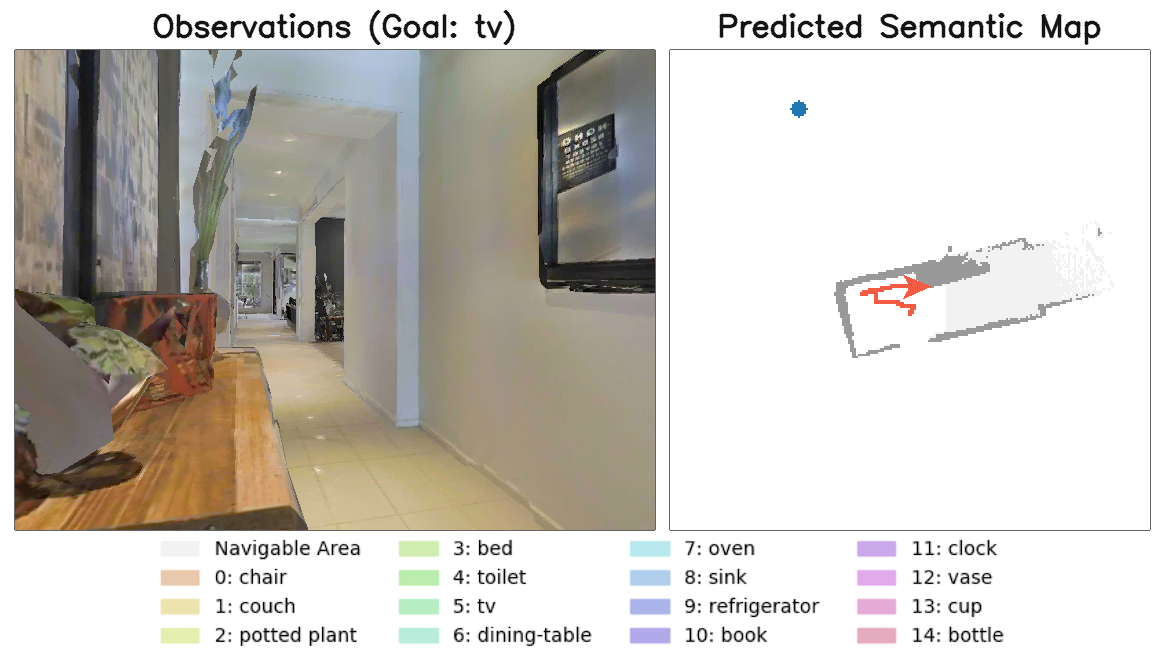 Observations (Goal: tv)
Predicted Semantic Map
Navigable Area
0: chair
1: couch
2: potted plant
3: bed
4: toilet
5: tv
6: dining-table
7: oven
8: sink
9: refrigerator
10: book
11: clock
12: vase
13: cup
14: bottle